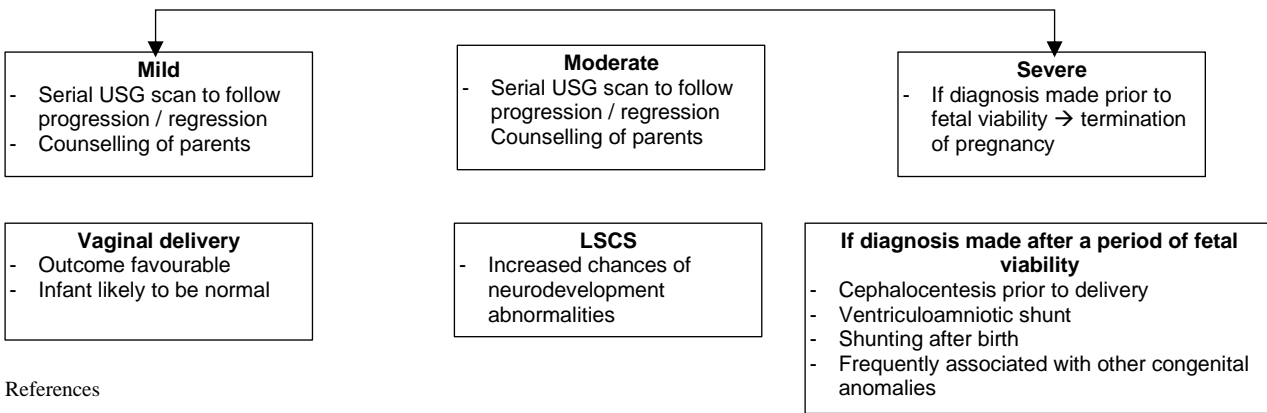 Mild
- Serial USG scan to follow
progression / regression
- Counselling of parents
Moderate
- Serial USG scan to follow
progression / regression
Counselling of parents
Severe
- If diagnosis made prior to
fetal viability → termination
of pregnancy
Vaginal delivery
- Outcome favourable
- Infant likely to be normal
LSCS
- Increased chances of
neurodevelopment
abnormalities
If diagnosis made after a period of fetal
viability
- Cephalocentesis prior to delivery
- Ventriculoamniotic shunt
- Shunting after birth
- Frequently associated with other congenital
anomalies
References